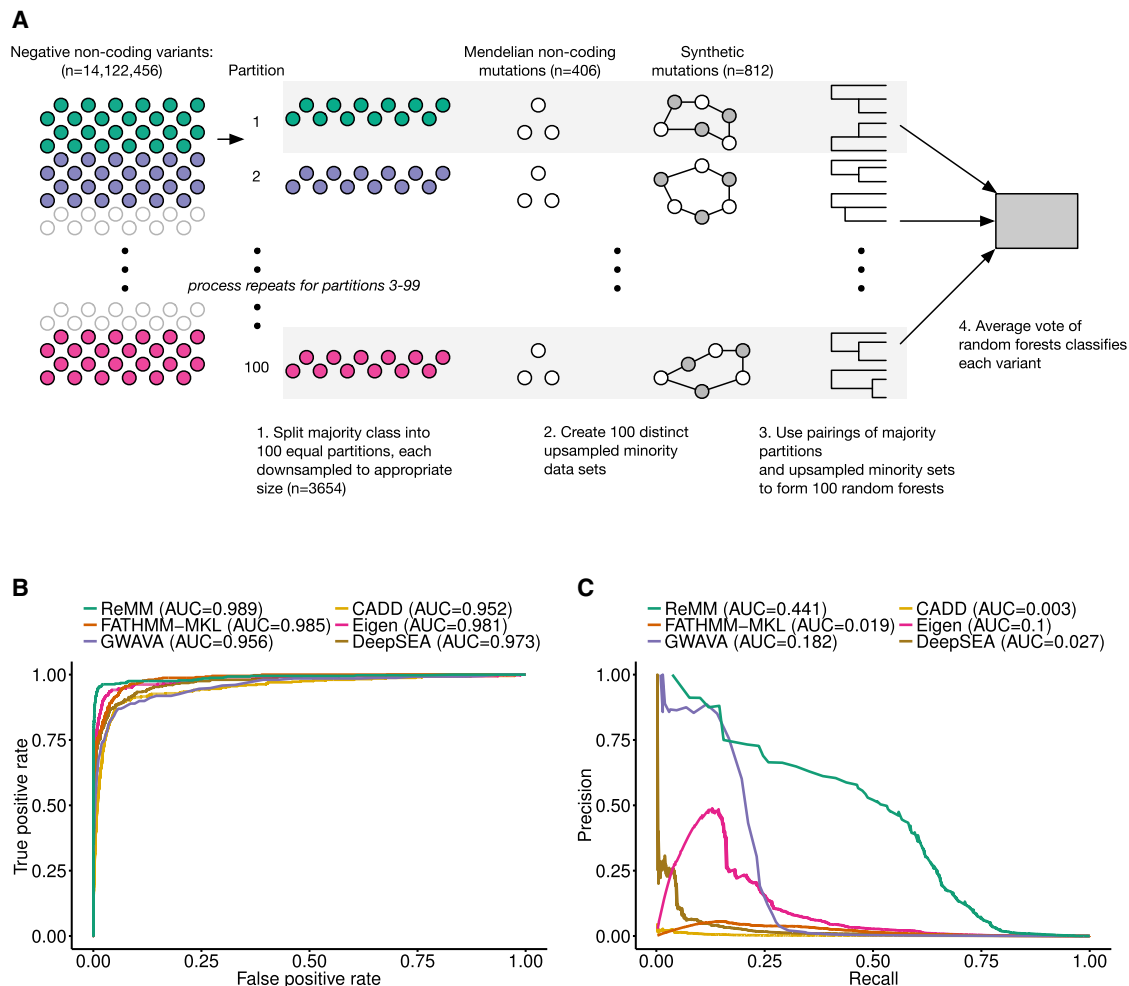 A
Negative non-coding variants:
(n=14,122,456)
Partition
Mendelian non-coding
mutations (n=406)
Synthetic
mutations (n=812)
1
2
process repeats for partitions 3-99
100
4. Average vote of
random forests classifies
each variant
1. Split majority class into
100 equal partitions, each
downsampled to appropriate
size (n=3654)
2. Create 100 distinct
upsampled minority
data sets
3. Use pairings of majority
partitions
and upsampled minority sets
to form 100 random forests
B
ReMM (AUC=0.989)
FATHMM−MKL (AUC=0.985)
GWAVA (AUC=0.956)
CADD (AUC=0.952)
Eigen (AUC=0.981)
DeepSEA (AUC=0.973)
True positive rate
1.00
0.75
0.50
0.25
0.00
0.00 0.25 0.50 0.75 1.00
False positive rate
C
ReMM (AUC=0.441)
FATHMM−MKL (AUC=0.019)
GWAVA (AUC=0.182)
CADD (AUC=0.003)
Eigen (AUC=0.1)
DeepSEA (AUC=0.027)
Precision
1.00
0.75
0.50
0.25
0.00
0.00 0.25 0.50 0.75 1.00
Recall